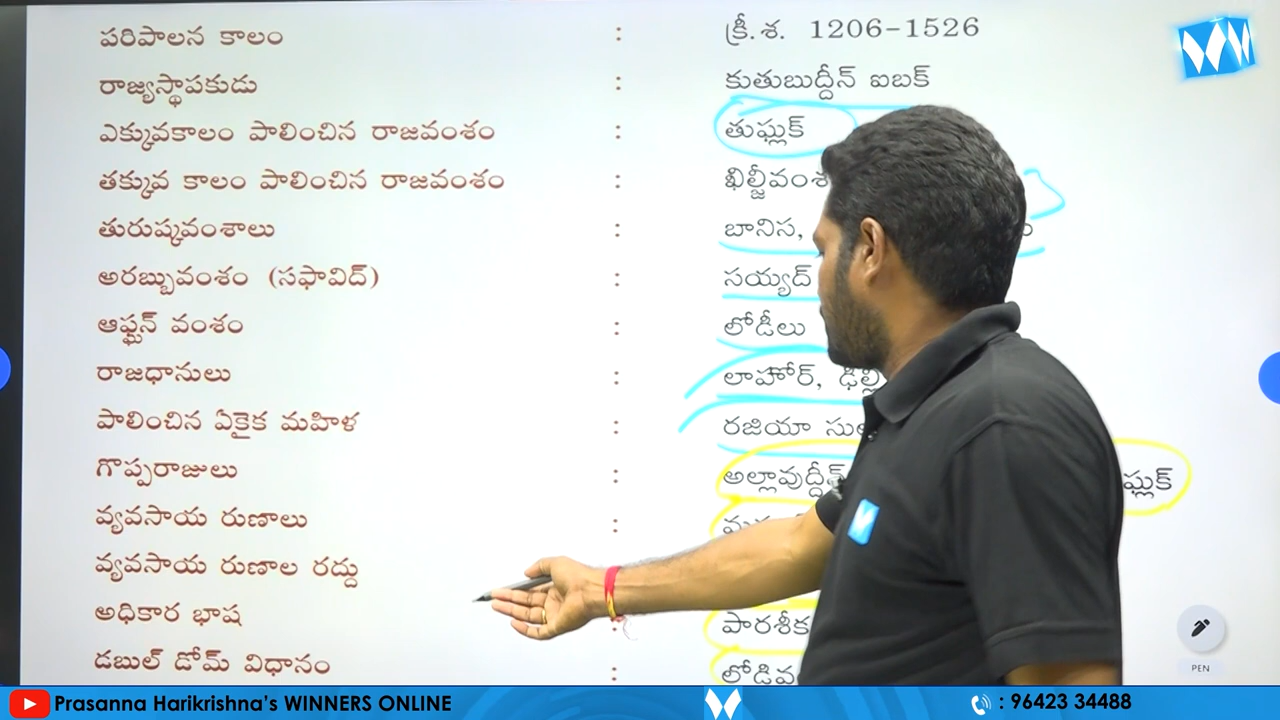 పరిపాలన కాలం : క్రీ.శ. 1206-1526
రాజ్యస్థాపకుడు : కుతుబుద్దీన్ ఐబక్
ఎక్కువకాలం పాలించిన రాజవంశం : తుఘ్లక్
తక్కువ కాలం పాలించిన రాజవంశం : ఖిల్జీవంశ
తురుష్కవంశాలు : బానిస,
అరబ్బువంశం (సఫావిద్) : సయ్యద్
ఆఫ్ఘన్ వంశం : లోడీలు
రాజధానులు : లాహోర్, ఢిల్లీ
పాలించిన ఏకైక మహిళ : రజియా
గొప్పరాజులు : అల్లావుద్దీన్ ఘ్లక్
వ్యవసాయ రుణాలు :
వ్యవసాయ రుణాల రద్దు
అధికార భాష : పారశీక
డబుల్ డోమ్ విధానం : లోడివ
PEN
Prasanna Harikrishna's WINNERS ONLINE : 96423 34488